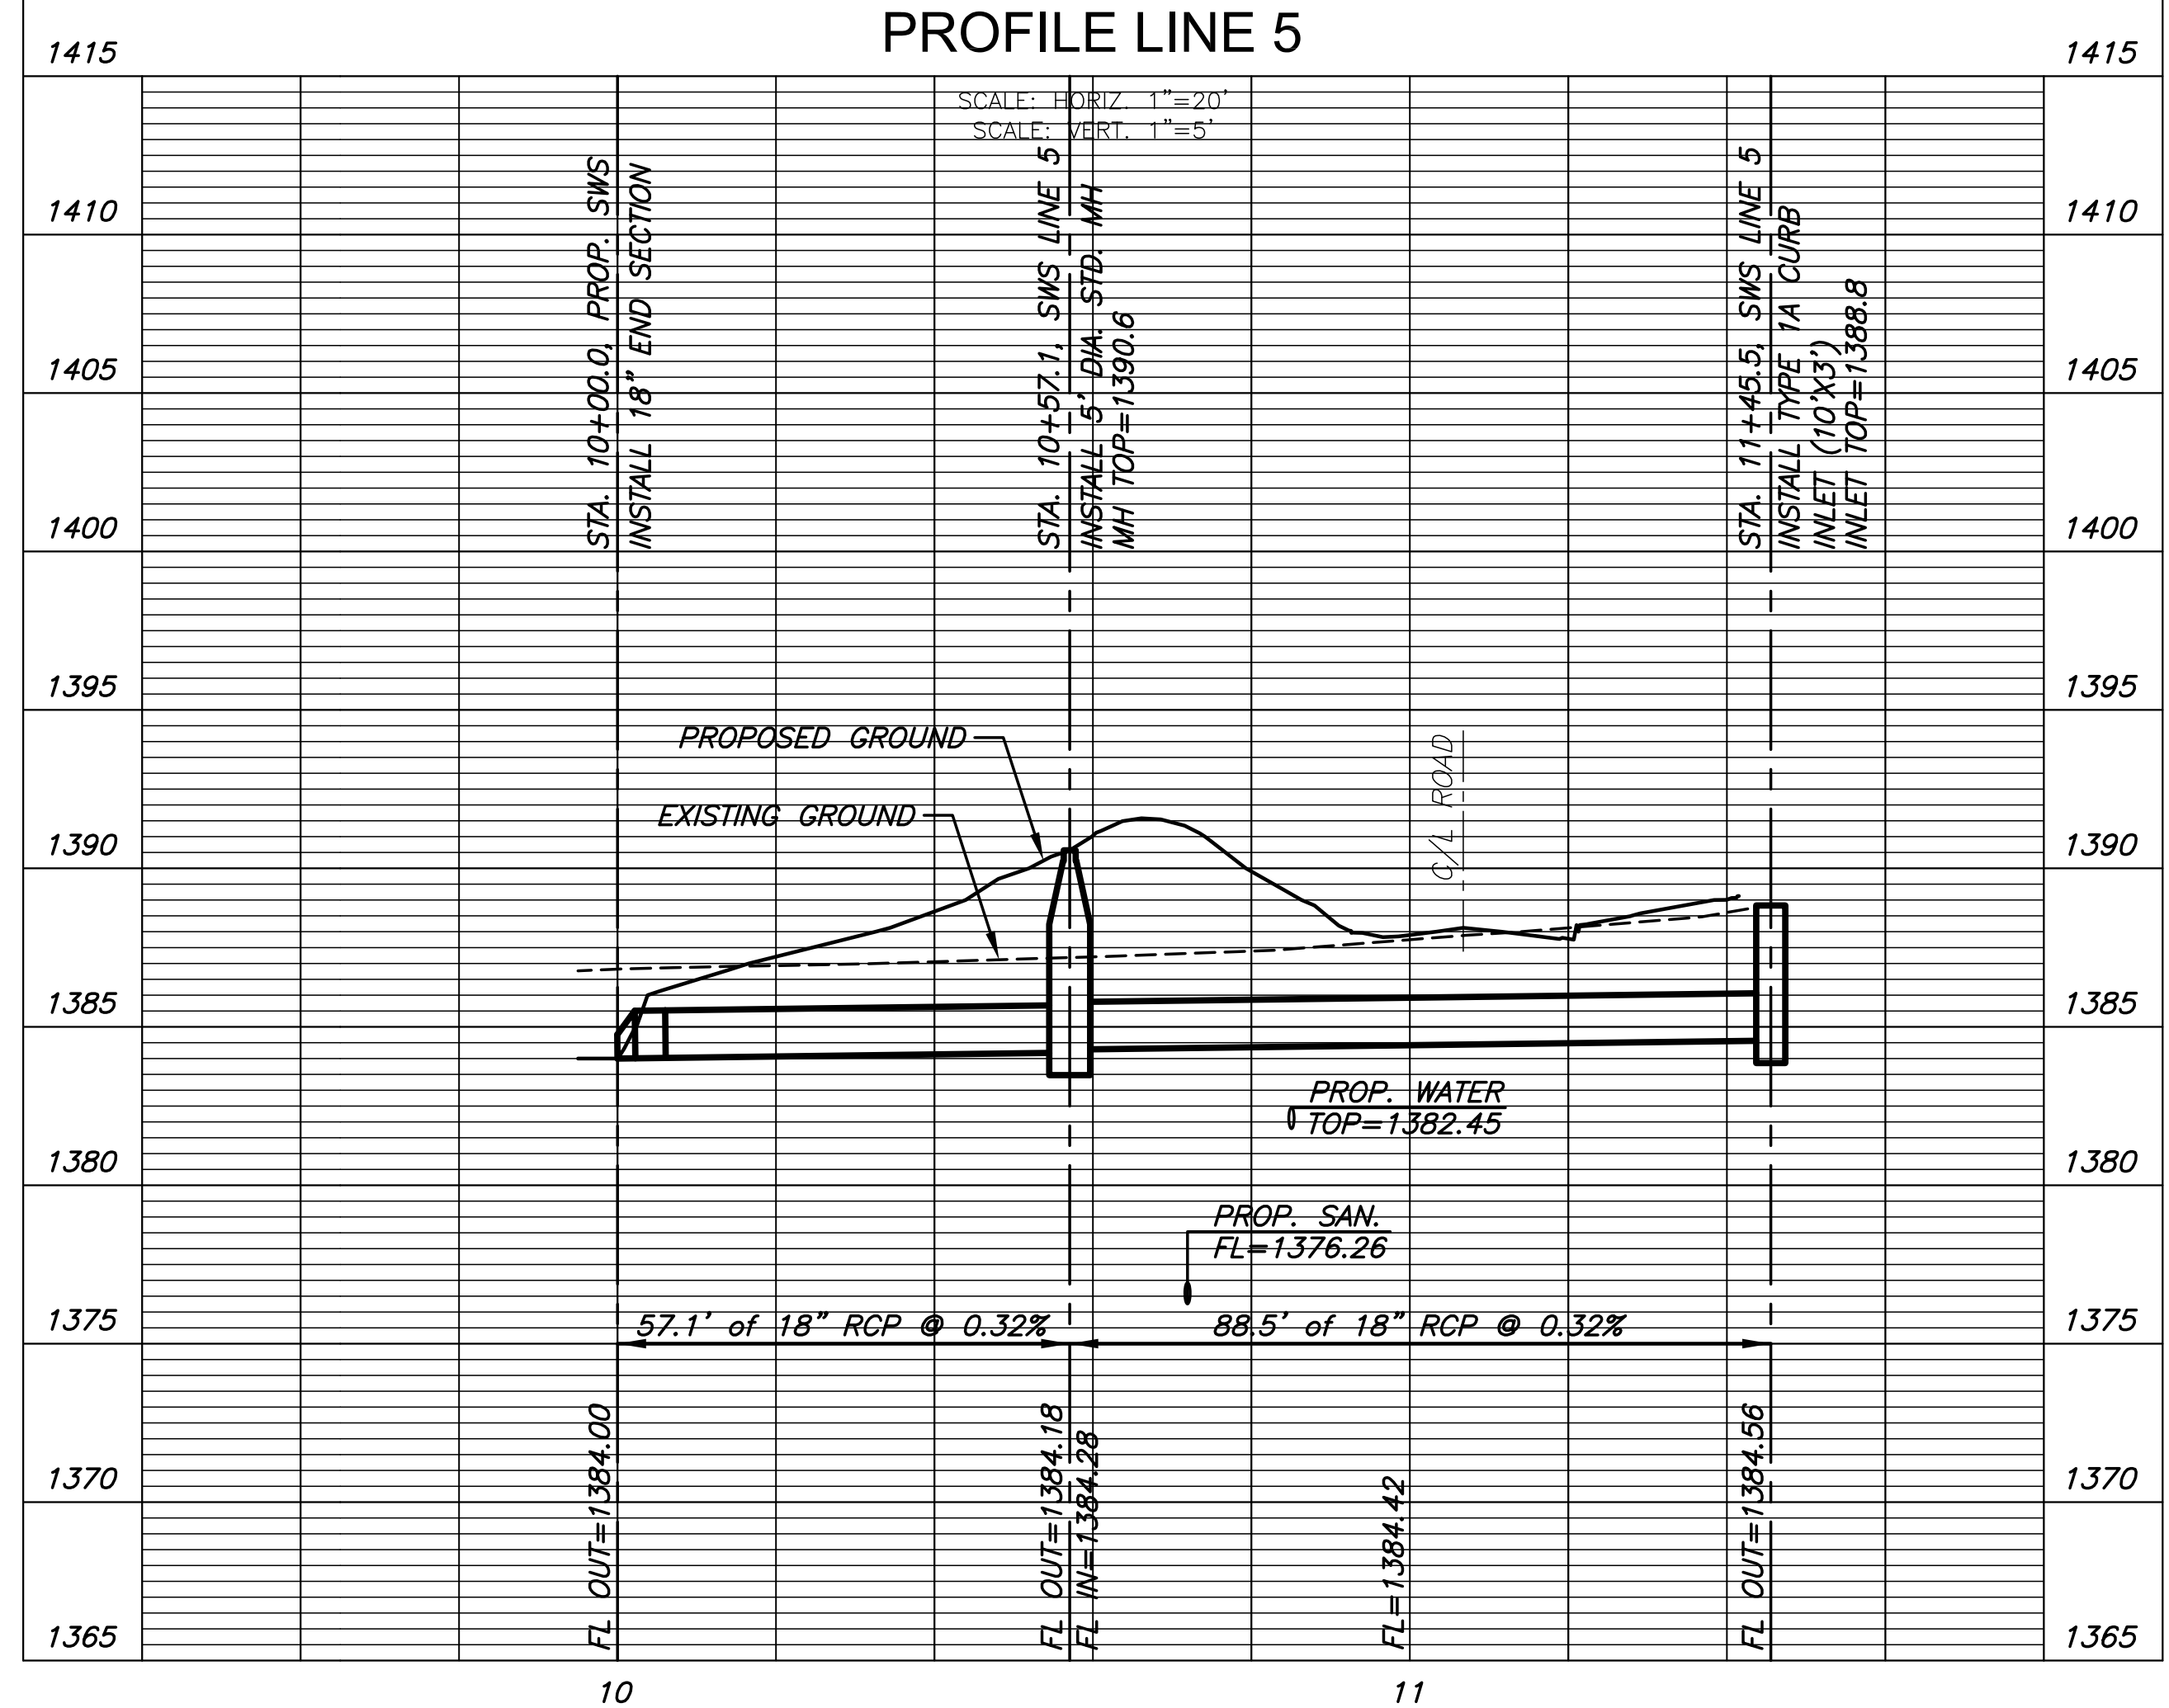 PROFILE LINE 5
SCALE: HORIZ. 1"=20'
SCALE: VERT. 1"=5'
1415
1415
1410
1410
1405
1405
1400
1400
1395
1395
1390
1390
1385
1385
1380
1380
1375
1375
1370
1370
1365
1365
STA. 10+00.0, PROP. SWS
INSTALL 18" END SECTION
STA. 10+57.1, SWS LINE 5
INSTALL 5' DIA. STD. MH
MH TOP=1390.6
STA. 11+45.5, SWS LINE 5
INSTALL TYPE 1A CURB
INLET (10'X3')
INLET TOP=1388.8
PROPOSED GROUND
EXISTING GROUND
C/L ROAD
PROP. WATER
TOP=1382.45
PROP. SAN.
FL=1376.26
57.1' of 18" RCP @ 0.32%
88.5' of 18" RCP @ 0.32%
FL OUT=1384.00
FL OUT=1384.18
FL IN=1384.28
FL=1384.42
FL OUT=1384.56
10
11